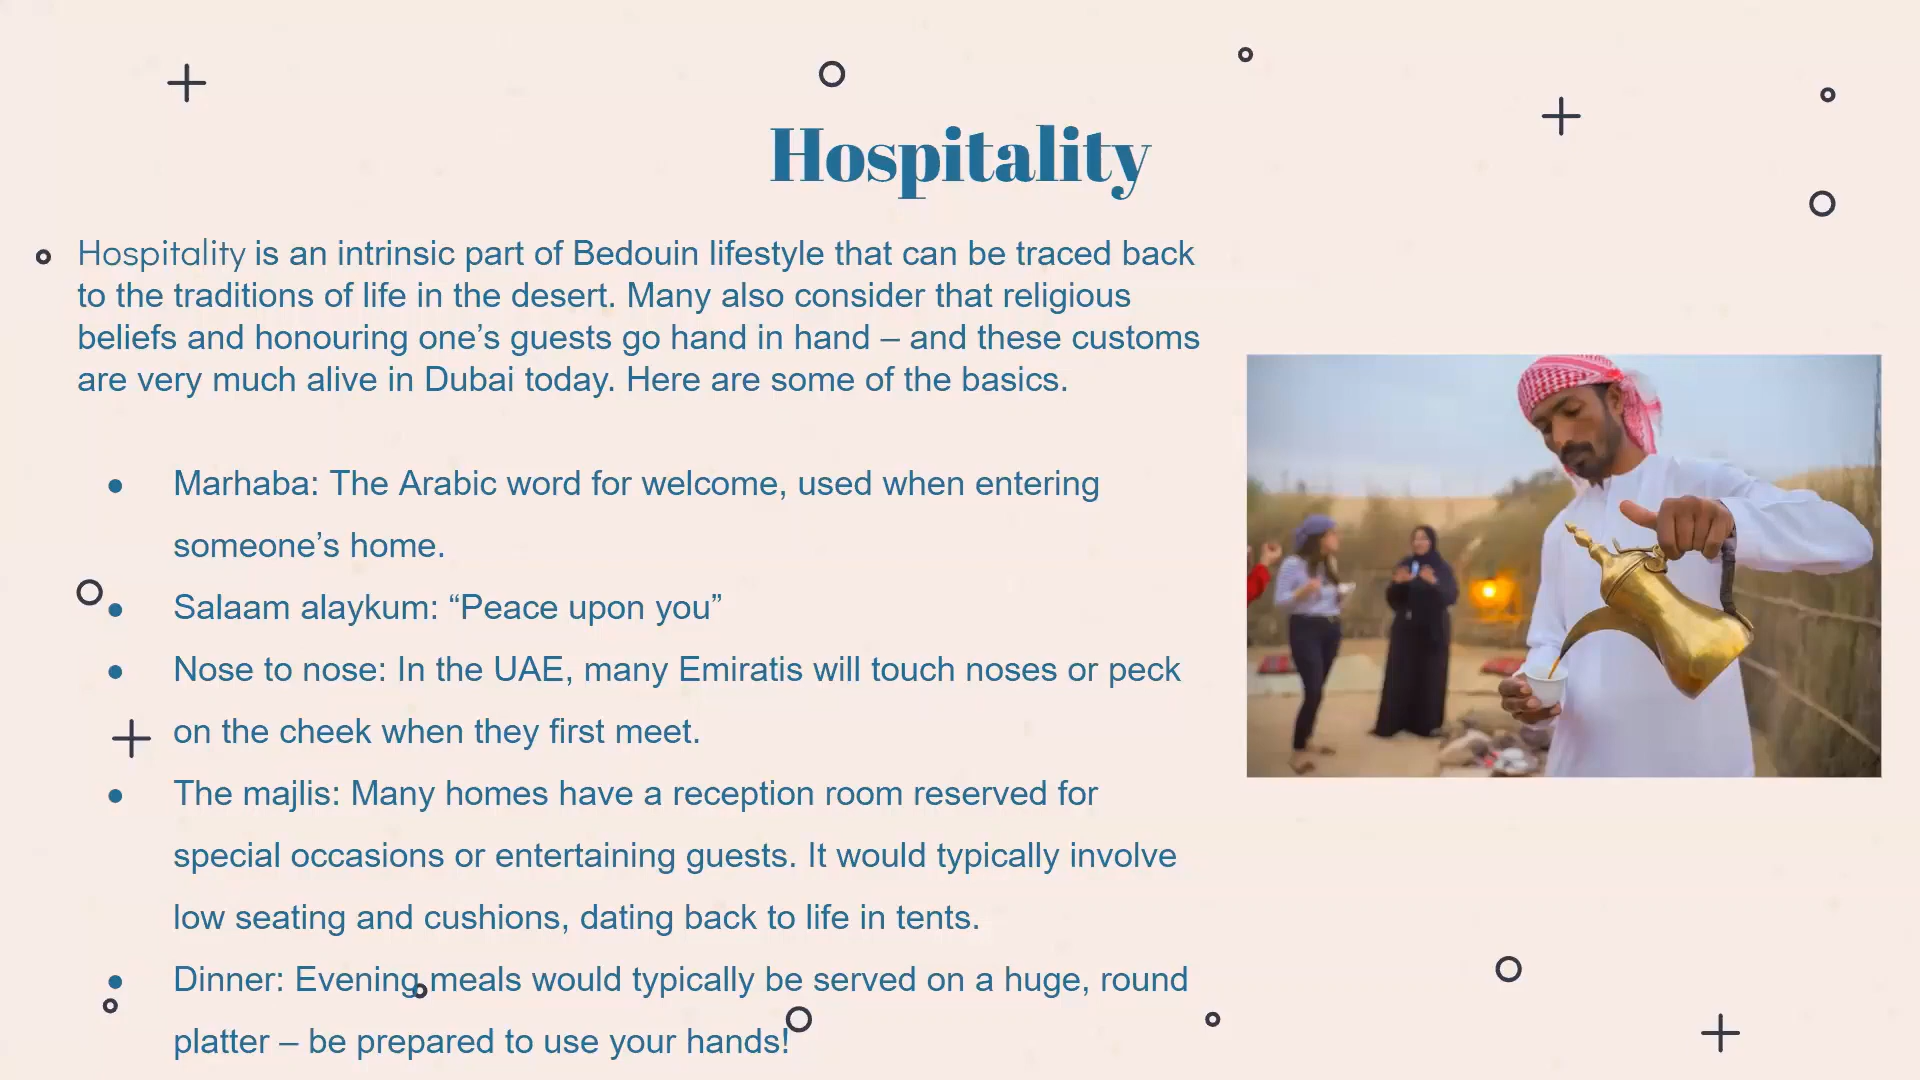 Hospitality
Hospitality is an intrinsic part of Bedouin lifestyle that can be traced back
to the traditions of life in the desert. Many also consider that religious
beliefs and honouring one’s guests go hand in hand – and these customs
are very much alive in Dubai today. Here are some of the basics.
● Marhaba: The Arabic word for welcome, used when entering
someone’s home.
● Salaam alaykum: “Peace upon you”
● Nose to nose: In the UAE, many Emiratis will touch noses or peck
on the cheek when they first meet.
● The majlis: Many homes have a reception room reserved for
special occasions or entertaining guests. It would typically involve
low seating and cushions, dating back to life in tents.
● Dinner: Evening meals would typically be served on a huge, round
platter – be prepared to use your hands!